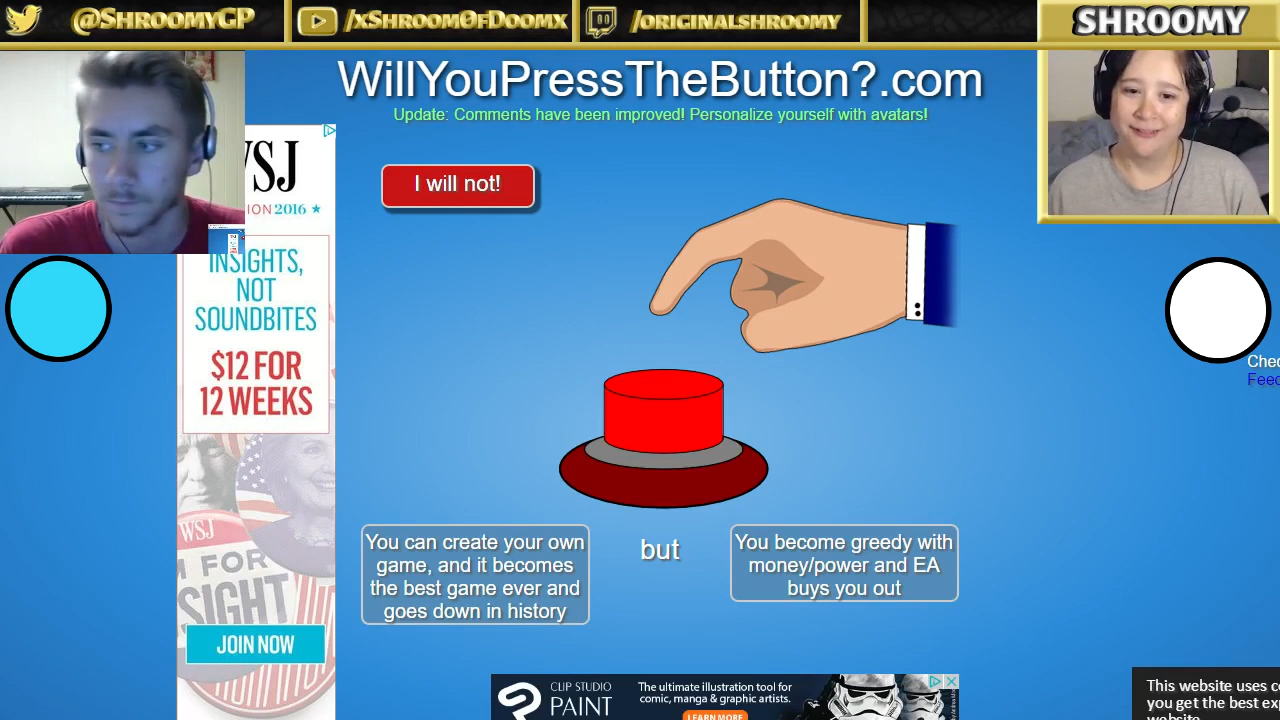 @ShroomyGP
/xShroomOfDoomx
/originalshroomy
SHROOMY
WillYouPressTheButton?.com
Update: Comments have been improved! Personalize yourself with avatars!
I will not!
WSJ
2016
INSIGHTS,
NOT
SOUNDBITES
$12 FOR
12 WEEKS
WSJ
FOR
JOIN NOW
You can create your own
game, and it becomes
the best game ever and
goes down in history
but
You become greedy with
money/power and EA
buys you out
CLIP STUDIO
PAINT
The ultimate illustration tool for
comic, manga & graphic artists.
LEARN MORE
This website uses
you get the best
website